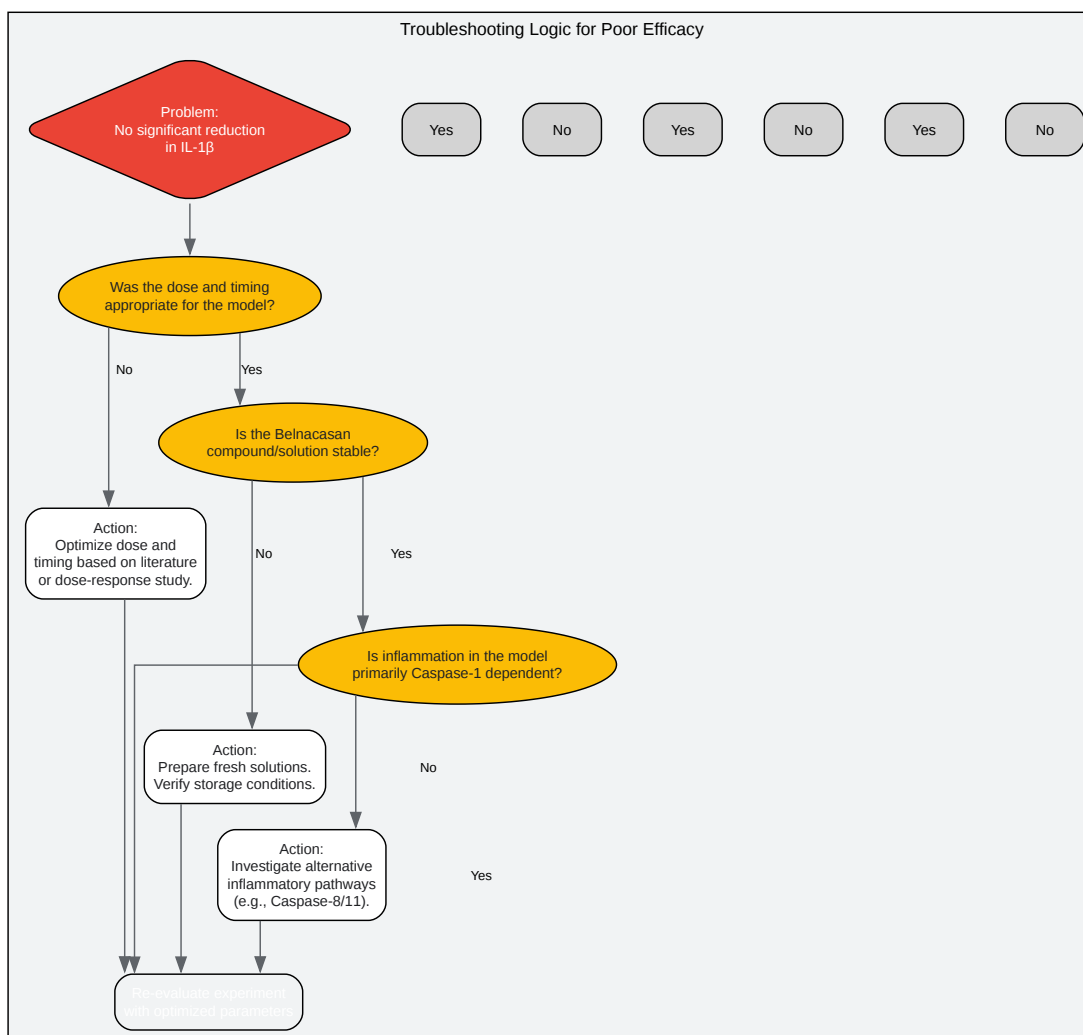 Troubleshooting Logic for Poor Efficacy
Problem:
No significant reduction
in IL-1β
Yes
No
Yes
No
Yes
No
Was the dose and timing
appropriate for the model?
No
Yes
Is the Belnacasan
compound/solution stable?
Action:
Optimize dose and
timing based on literature
or dose-response study.
No
Yes
Is inflammation in the model
primarily Caspase-1 dependent?
Action:
Prepare fresh solutions.
Verify storage conditions.
No
Action:
Investigate alternative
inflammatory pathways
(e.g., Caspase-8/11).
Yes
Re-evaluate experiment
with optimized parameters